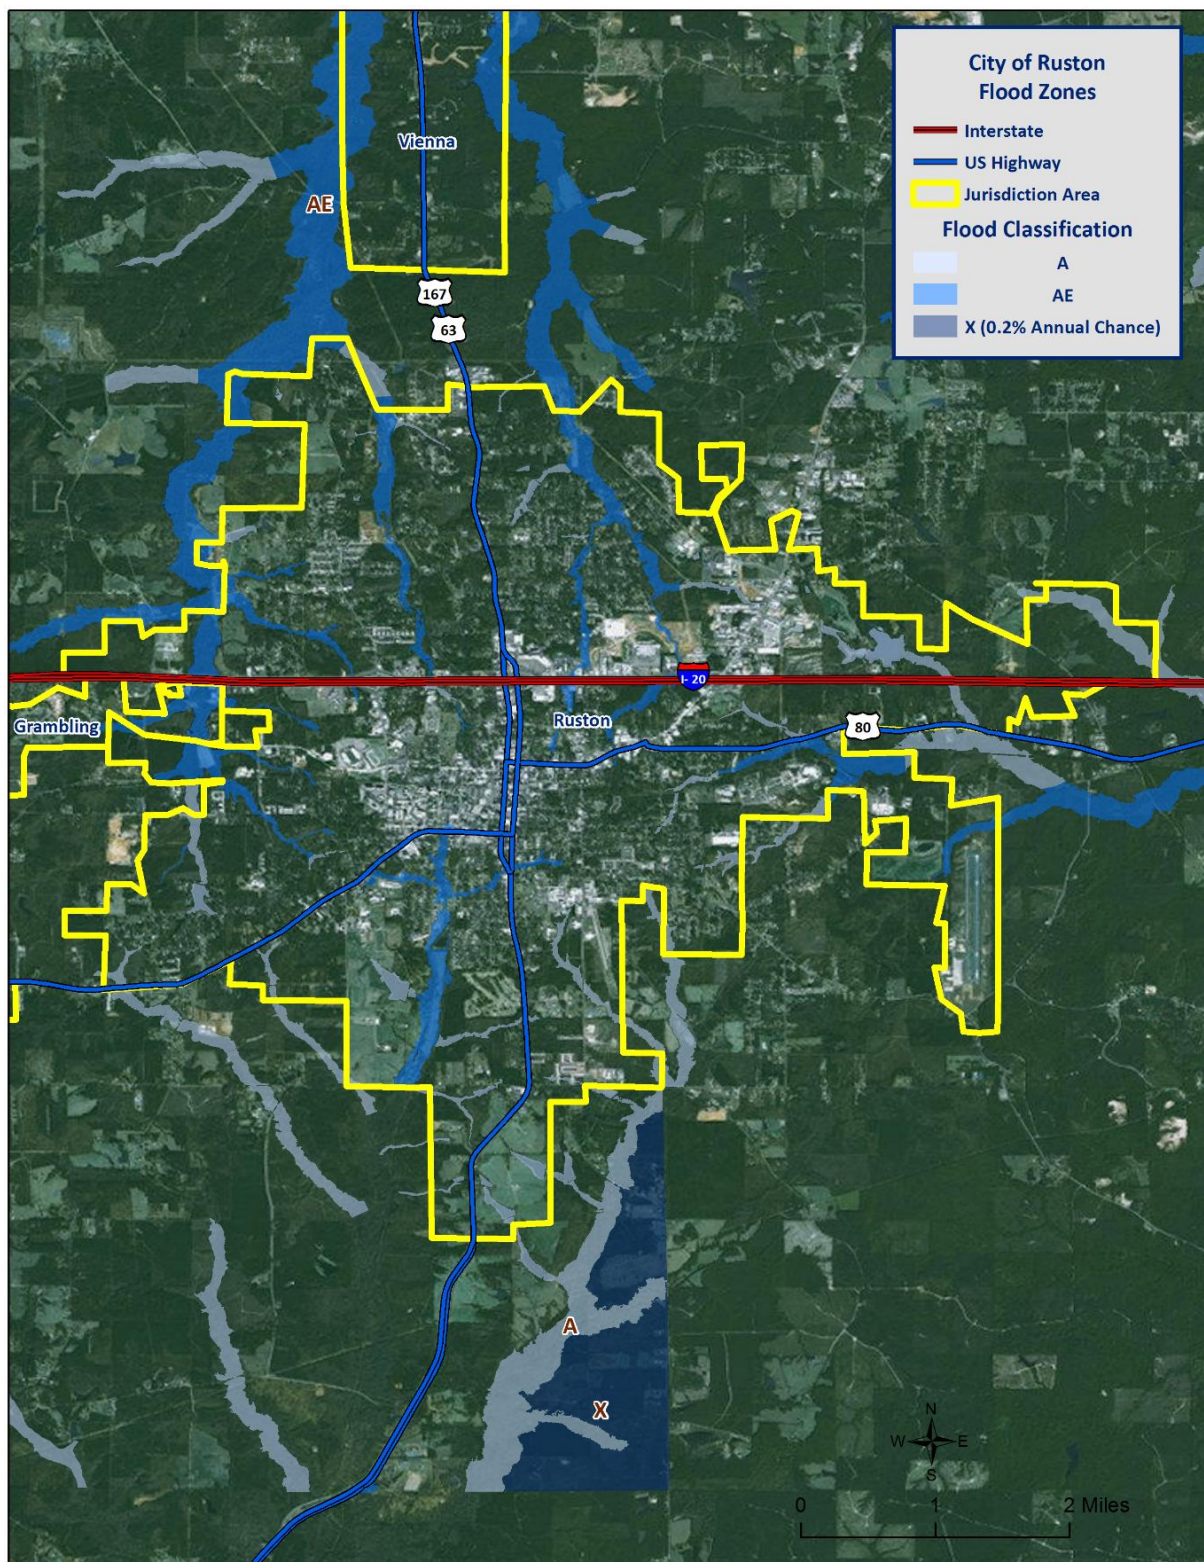 City of Ruston
Flood Zones
Interstate
US Highway
Jurisdiction Area
Flood Classification
A
AE
X (0.2% Annual Chance)
Vienna
AE
167
63
I-20
Grambling
Ruston
80
A
X
N
W E
S
0 1 2 Miles